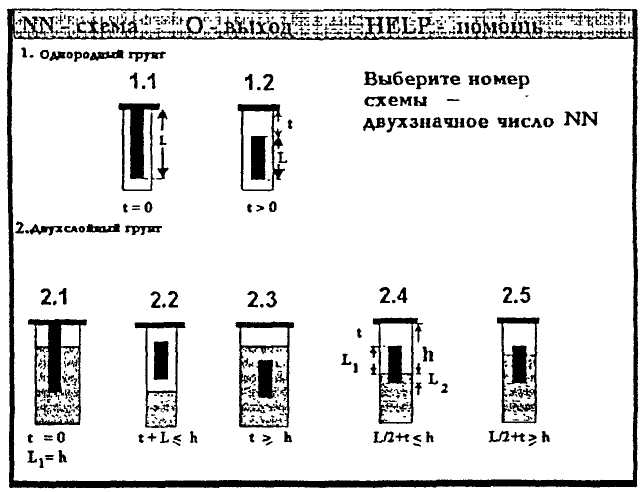 NN - схема О - выход HELP - помощь
1. Однородный грунт
1.1 1.2
Выберите номер
схемы –
двухзначное число NN
t
L
L
t = 0 t > 0
2.Двухслойный грунт
2.1 2.2 2.3 2.4 2.5
t
L1 h
L2
t = 0 t + L ≤ h t ≥ h L/2+t ≤ h L/2+t ≥ h
L1 = h